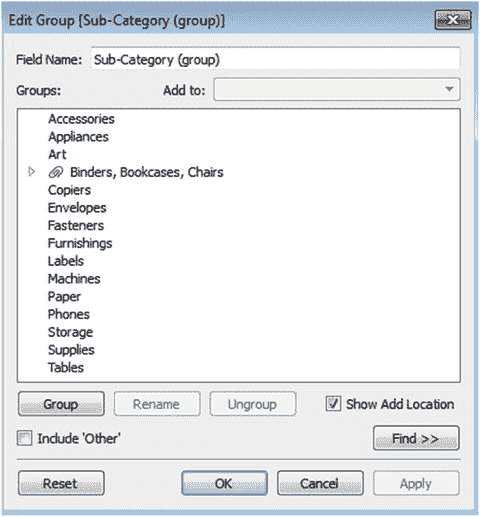 Edit Group [Sub-Category (group)]
Field Name: Sub-Category (group)
Groups: Add to:
Accessories
Appliances
Art
Binders, Bookcases, Chairs
Copiers
Envelopes
Fasteners
Furnishings
Labels
Machines
Paper
Phones
Storage
Supplies
Tables
Group Rename Ungroup Show Add Location
Include 'Other' Find >>
Reset OK Cancel Apply